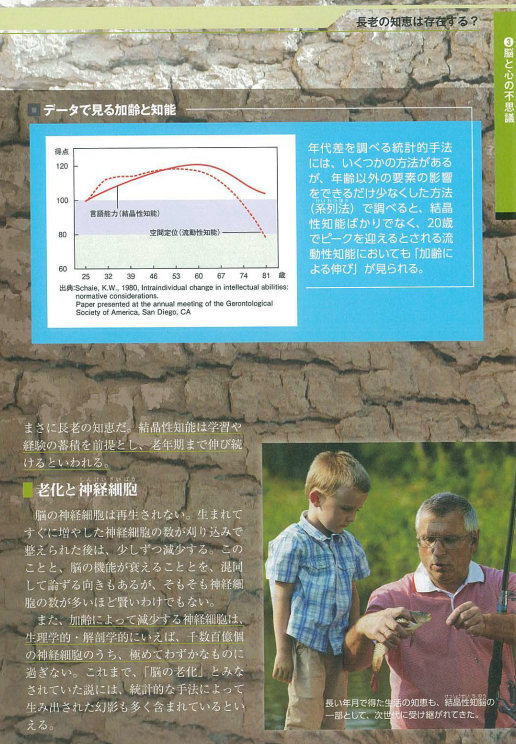 長老の知恵は存在する？
❸脳と心の不思議
データで見る加齢と知能
得点
120
100
80
60
言語能力(結晶性知能)
空間定位(流動性知能)
25 32 39 46 53 60 67 74 81 歳
出典:Schaie, K.W., 1980, Intraindividual change in intellectual abilities:
normative considerations.
Paper presented at the annual meeting of the Gerontological
Society of America, San Diego, CA
年代差を調べる統計的手法
には、いくつかの方法がある
が、年齢以外の要素の影響
をできるだけ少なくした方法
（系列法）で調べると、結晶
性知能ばかりでなく、20歳
でピークを迎えるとされる流
動性知能においても「加齢に
よる伸び」が見られる。
まさに長老の知恵だ。結晶性知能は学習や
経験の蓄積を前提とし、老年期まで伸び続
けるといわれる。
老化と神経細胞
脳の神経細胞は再生されない。生まれて
すぐに増やした神経細胞の数が刈り込みで
整えられた後は、少しずつ減少する。この
ことと、脳の機能が衰えることとを、混同
して論ずる向きもあるが、そもそも神経細
胞の数が多いほど賢いわけでもない。
また、加齢によって減少する神経細胞は、
生理学的・解剖学的にいえば、千数百億個
の神経細胞のうち、極めてわずかなものに
過ぎない。これまで、「脳の老化」とみな
されていた説には、統計的な手法によって
生み出された幻影も多く含まれているとい
える。
長い年月で得た生活の知恵も、結晶性知能の
一部として、次世代に受け継がれてきた。